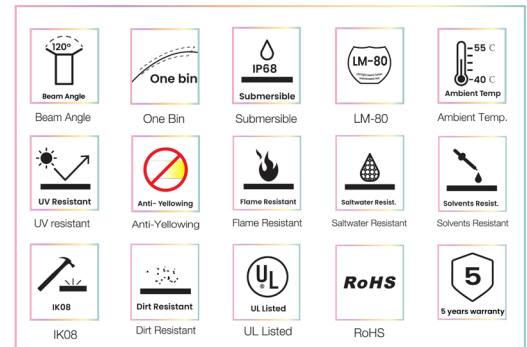 120°
Beam Angle
One bin
IP68
Submersible
LM-80
55 °C
-40 °C
Ambient Temp
Beam Angle
One Bin
Submersible
LM-80
Ambient Temp.
UV Resistant
Anti- Yellowing
Flame Resistant
Saltwater Resist.
Solvents Resist.
UV resistant
Anti-Yellowing
Flame Resistant
Saltwater Resistant
Solvents Resistant
IK08
Dirt Resistant
UL
®
UL Listed
RoHS
5
5 years warranty
IK08
Dirt Resistant
UL Listed
RoHS